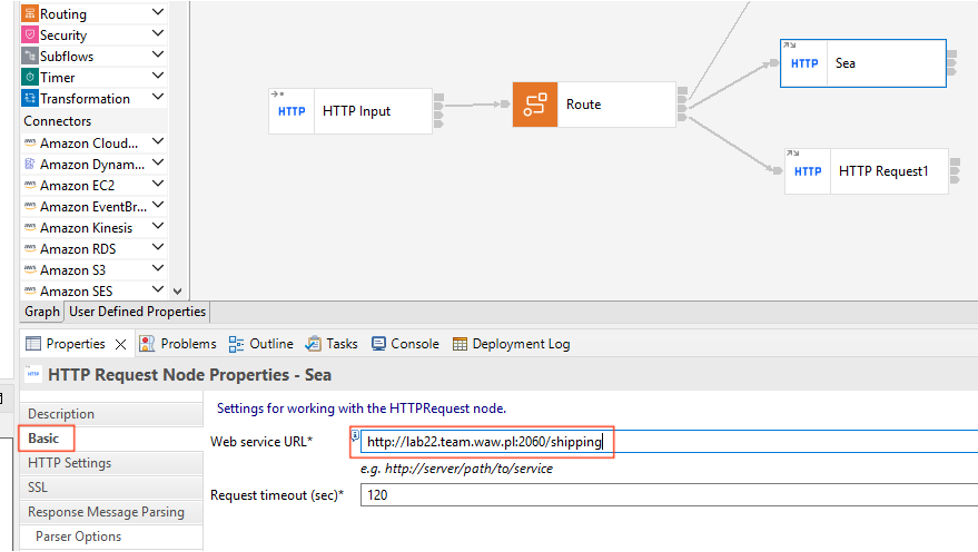 Routing
Security
Subflows
Timer
Transformation
Connectors
Amazon Cloud...
Amazon Dynam...
Amazon EC2
Amazon EventBr...
Amazon Kinesis
Amazon RDS
Amazon S3
Amazon SES
HTTP HTTP Input
Route
HTTP Sea
HTTP HTTP Request1
Graph User Defined Properties
Properties Problems Outline Tasks Console Deployment Log
HTTP Request Node Properties - Sea
Description
Basic
HTTP Settings
SSL
Response Message Parsing
Parser Options
Settings for working with the HTTPRequest node.
Web service URL* http://lab22.team.waw.pl:2060/shipping
e.g. http://server/path/to/service
Request timeout (sec)* 120